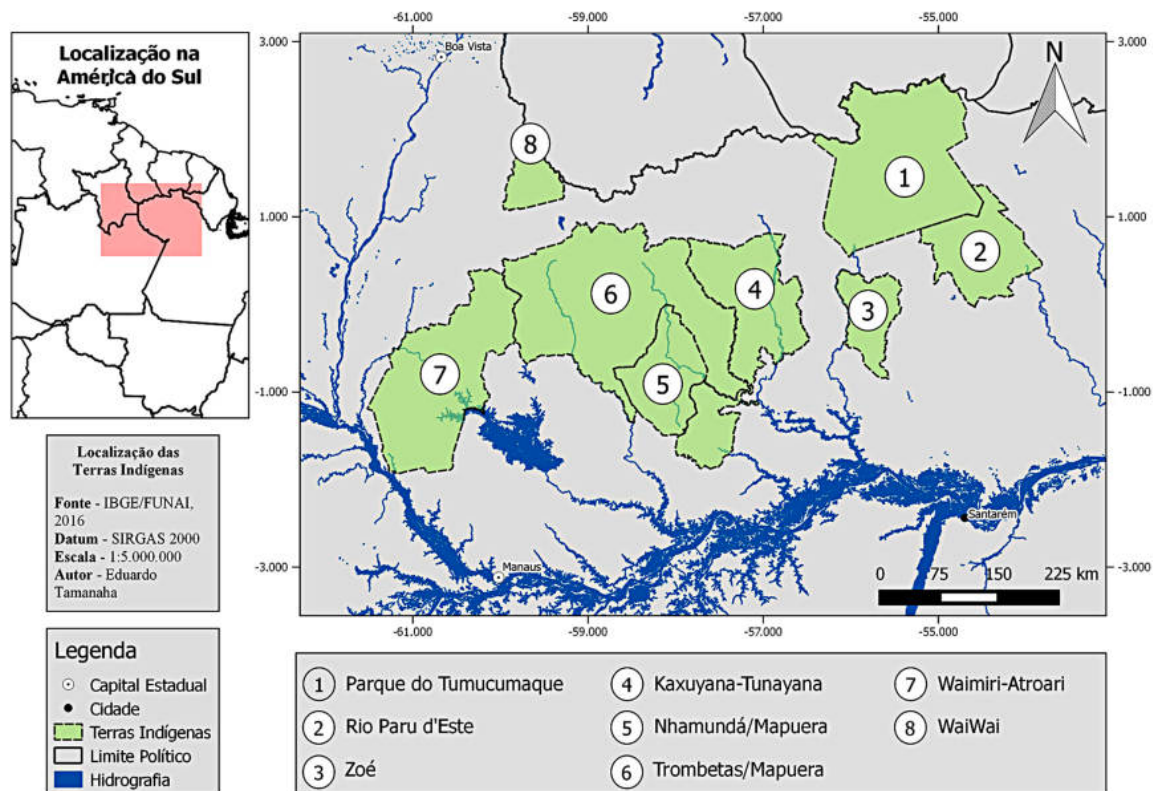 Localização na
América do Sul
Localização das
Terras Indígenas
Fonte - IBGE/FUNAI,
2016
Datum - SIRGAS 2000
Escala - 1:5.000.000
Autor - Eduardo
Tamanaha
Legenda
Capital Estadual
Cidade
Terras Indígenas
Limite Político
Hidrografia
-61.000 -59.000 -57.000 -55.000
3.000 3.000
Boa Vista
N
8
1
1.000 1.000
2
6
4
3
7
5
-1.000 -1.000
Santarém
Manaus
-3.000 -3.000
0 75 150 225 km
-61.000 -59.000 -57.000 -55.000
1 Parque do Tumucumaque
2 Rio Paru d'Este
3 Zoé
4 Kaxuyana-Tunayana
5 Nhamundá/Mapuera
6 Trombetas/Mapuera
7 Waimiri-Atroari
8 WaiWai